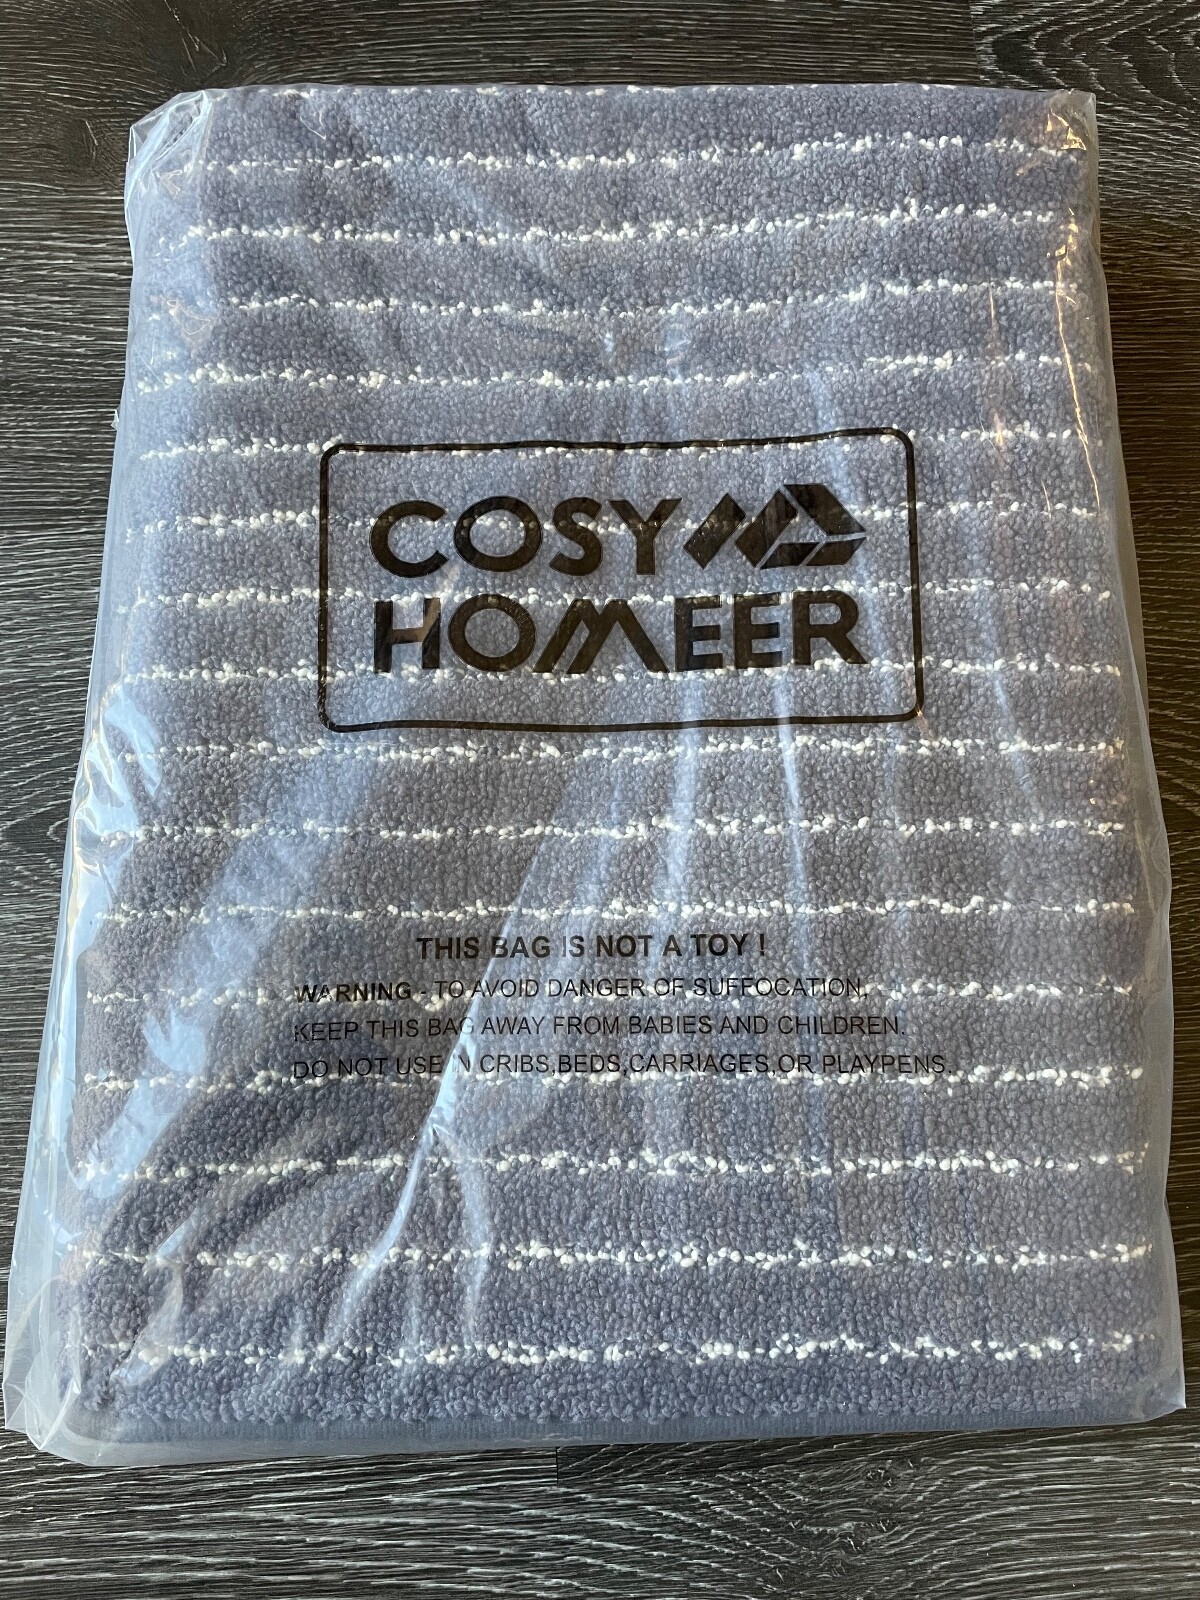 COSY
HOMEER
THIS BAG IS NOT A TOY !
WARNING - TO AVOID DANGER OF SUFFOCATION,
KEEP THIS BAG AWAY FROM BABIES AND CHILDREN.
DO NOT USE IN CRIBS,BEDS,CARRIAGES,OR PLAYPENS.